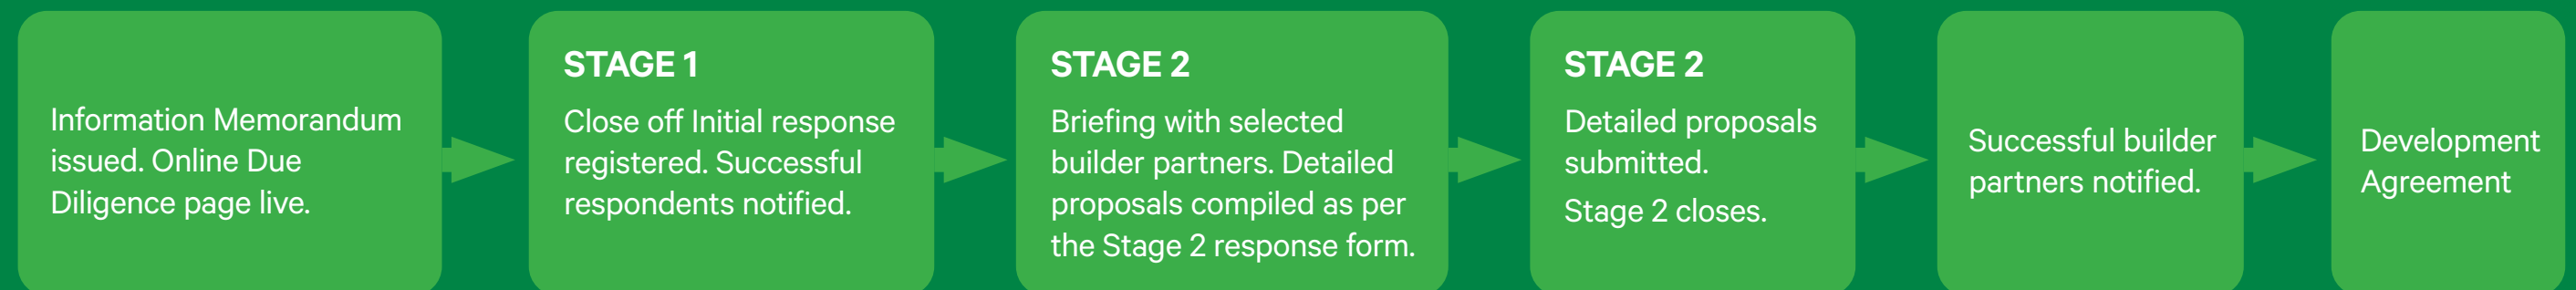 Information Memorandum
issued. Online Due
Diligence page live.
STAGE 1
Close off Initial response
registered. Successful
respondents notified.
STAGE 2
Briefing with selected
builder partners. Detailed
proposals compiled as per
the Stage 2 response form.
STAGE 2
Detailed proposals
submitted.
Stage 2 closes.
Successful builder
partners notified.
Development
Agreement